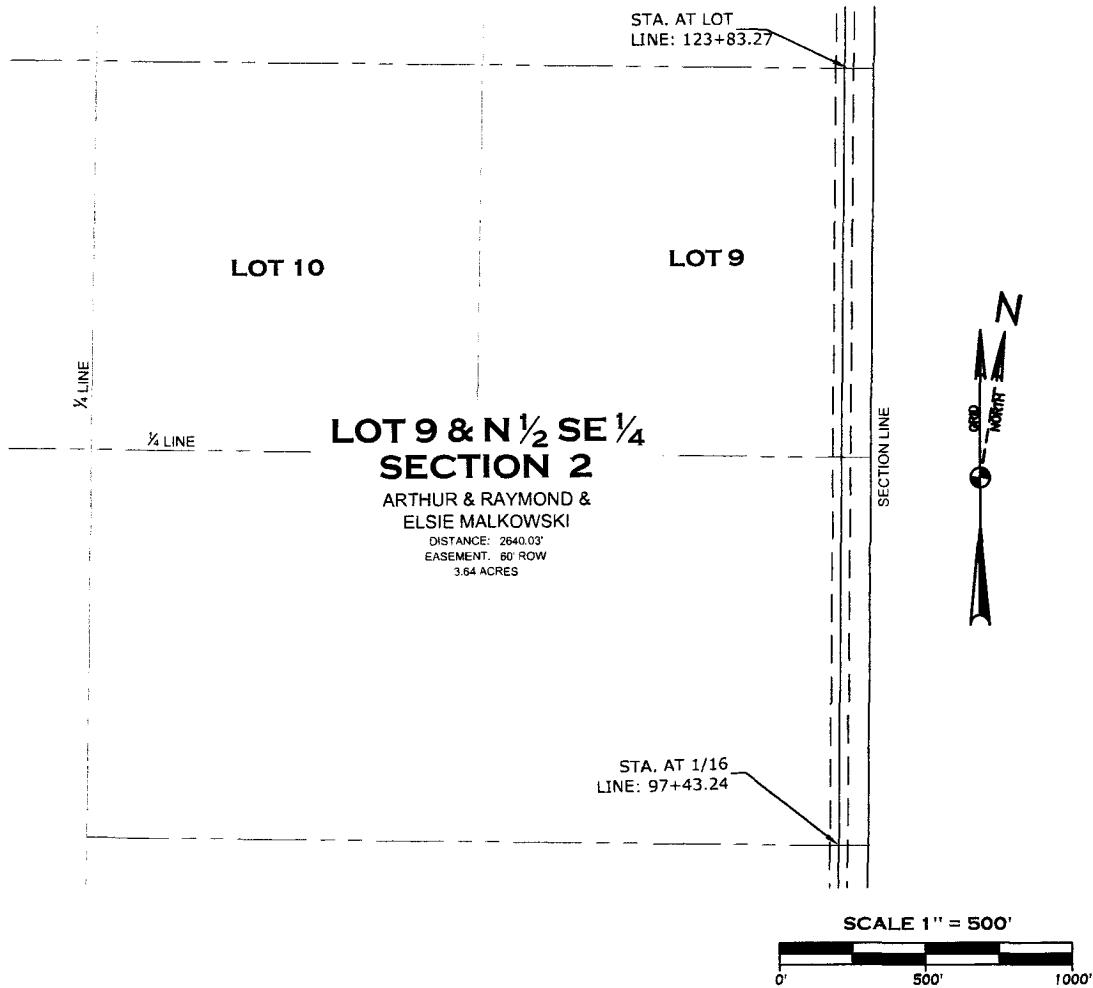 STA. AT LOT
LINE: 123+83.27
LOT 10
LOT 9
N
GRID
NORTH
¼ LINE
¼ LINE
SECTION LINE
LOT 9 & N ½ SE ¼
SECTION 2
ARTHUR & RAYMOND &
ELSIE MALKOWSKI
DISTANCE: 2640.03'
EASEMENT. 60' ROW
3.64 ACRES
STA. AT 1/16
LINE: 97+43.24
SCALE 1" = 500'
0' 500' 1000'